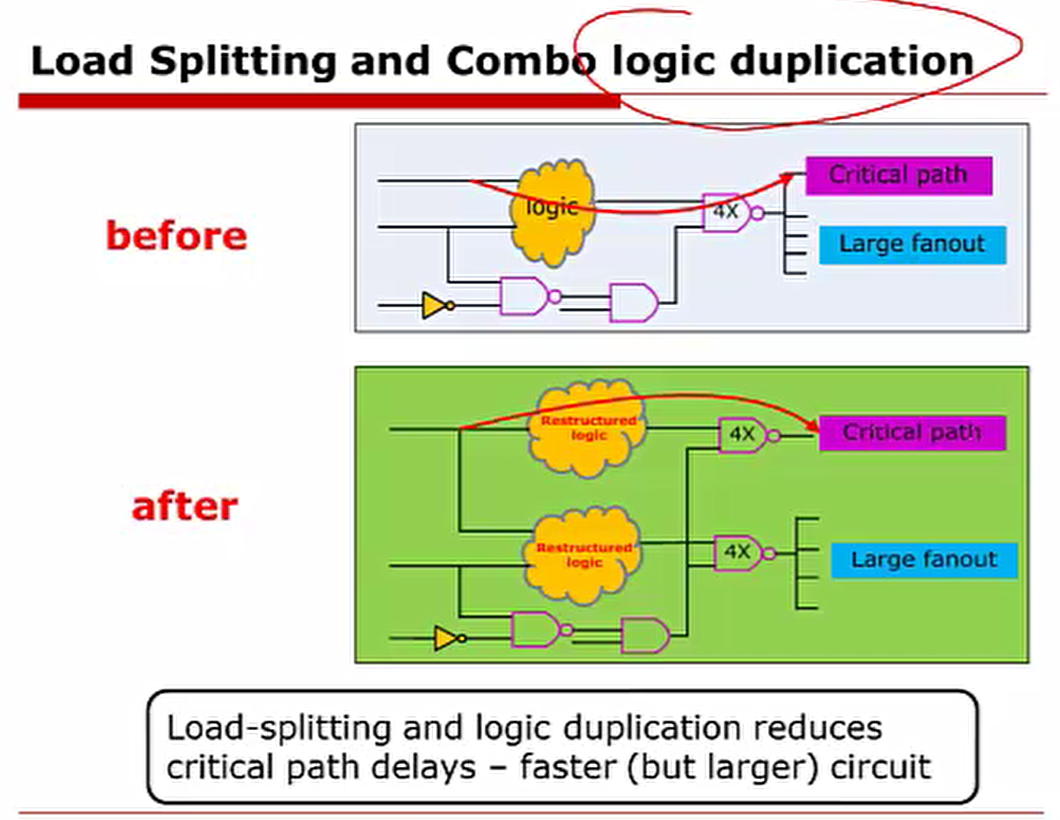 Load Splitting and Combo logic duplication
before
logic
4X
Critical path
Large fanout
after
Restructured
logic
4X
Critical path
Restructured
logic
4X
Large fanout
Load-splitting and logic duplication reduces
critical path delays – faster (but larger) circuit